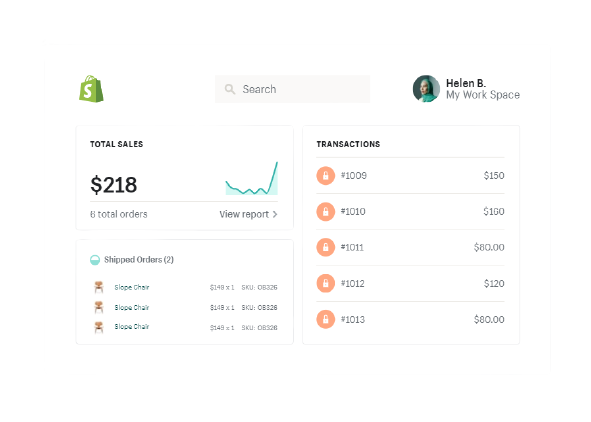 S
Search
Helen B.
My Work Space
TOTAL SALES
$218
6 total orders
View report >
Shipped Orders (2)
Slope Chair $149 x 1 SKU: OB326
Slope Chair $149 x 1 SKU: OB326
Slope Chair $149 x 1 SKU: OB326
TRANSACTIONS
#1009 $150
#1010 $160
#1011 $80.00
#1012 $120
#1013 $80.00